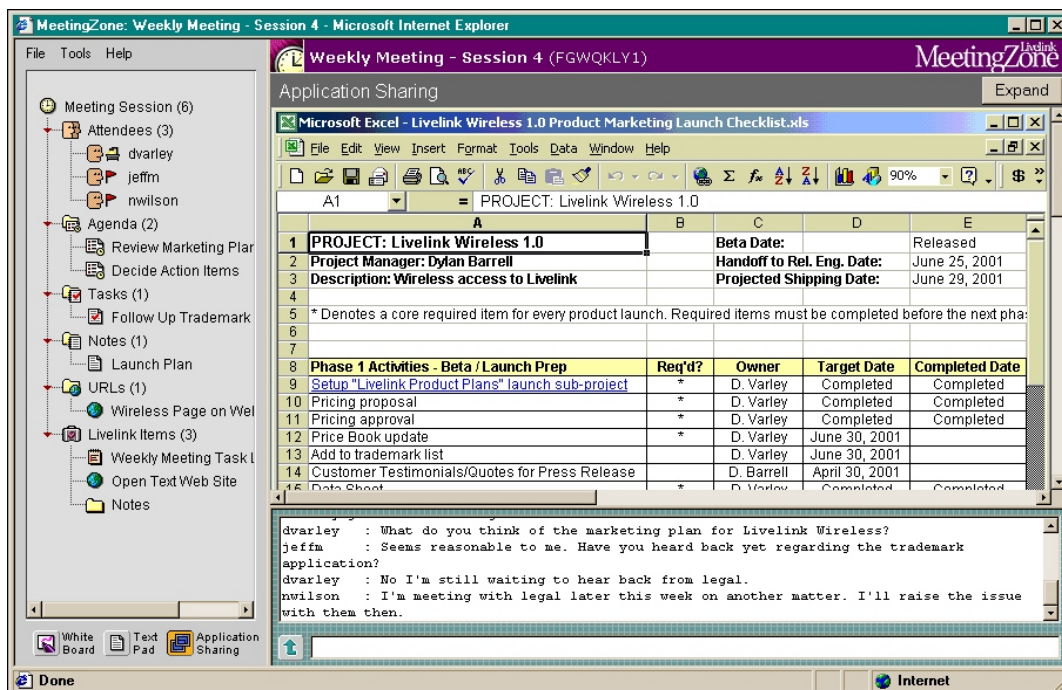 MeetingZone: Weekly Meeting - Session 4 - Microsoft Internet Explorer
File Tools Help
Meeting Session (6)
Attendees (3)
dvarley
jeffm
nwilson
Agenda (2)
Review Marketing Plan
Decide Action Items
Tasks (1)
Follow Up Trademark
Notes (1)
Launch Plan
URLs (1)
Wireless Page on Wel
Livelink Items (3)
Weekly Meeting Task L
Open Text Web Site
Notes
White Board
Text Pad
Application Sharing
Weekly Meeting - Session 4 (FGWQKLY1)
Livelink
MeetingZone
Application Sharing
Expand
Microsoft Excel - Livelink Wireless 1.0 Product Marketing Launch Checklist.xls
File Edit View Insert Format Tools Data Window Help
90%
A1 = PROJECT: Livelink Wireless 1.0
A B C D E
1 PROJECT: Livelink Wireless 1.0 Beta Date: Released
2 Project Manager: Dylan Barrell Handoff to Rel. Eng. Date: June 25, 2001
3 Description: Wireless access to Livelink Projected Shipping Date: June 29, 2001
4
5 * Denotes a core required item for every product launch. Required items must be completed before the next pha
6
7
8 Phase 1 Activities - Beta / Launch Prep Req'd? Owner Target Date Completed Date
9 Setup "Livelink Product Plans" launch sub-project * D. Varley Completed Completed
10 Pricing proposal * D. Varley Completed Completed
11 Pricing approval * D. Varley Completed Completed
12 Price Book update * D. Varley June 30, 2001
13 Add to trademark list D. Varley June 30, 2001
14 Customer Testimonials/Quotes for Press Release D. Barrell April 30, 2001
15 Data Sheet * D. Varley Completed Completed
dvarley : What do you think of the marketing plan for Livelink Wireless?
jeffm : Seems reasonable to me. Have you heard back yet regarding the trademark
application?
dvarley : No I'm still waiting to hear back from legal.
nwilson : I'm meeting with legal later this week on another matter. I'll raise the issue
with them then.
Done
Internet